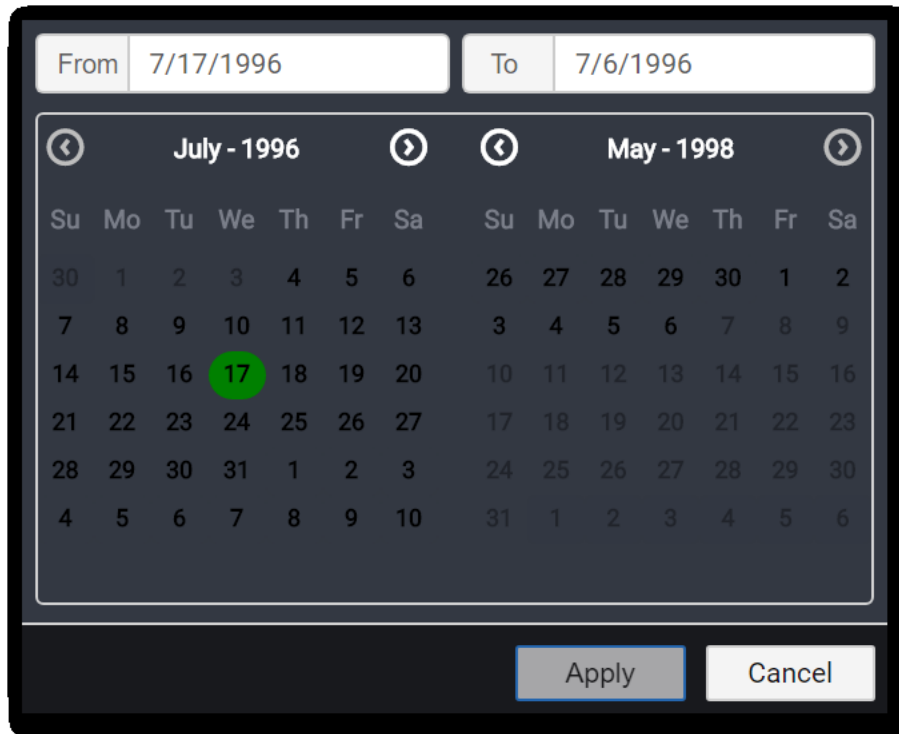 From 7/17/1996 To 7/6/1996
July - 1996 May - 1998
Su Mo Tu We Th Fr Sa Su Mo Tu We Th Fr Sa
30 1 2 3 4 5 6 26 27 28 29 30 1 2
7 8 9 10 11 12 13 3 4 5 6 7 8 9
14 15 16 17 18 19 20 10 11 12 13 14 15 16
21 22 23 24 25 26 27 17 18 19 20 21 22 23
28 29 30 31 1 2 3 24 25 26 27 28 29 30
4 5 6 7 8 9 10 31 1 2 3 4 5 6
Apply Cancel